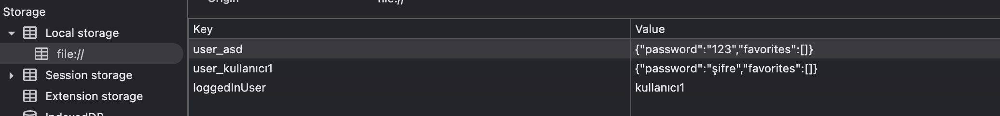 Storage
Origin file://
Local storage
file://
Session storage
Extension storage
IndexedDB
Key Value
user_asd {"password":"123","favorites":[]}
user_kullanıcı1 {"password":"şifre","favorites":[]}
loggedInUser kullanıcı1